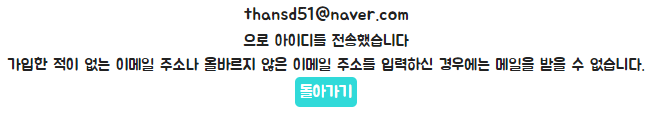 thansd51@naver.com
으로 아이디를 전송했습니다
가입한 적이 없는 이메일 주소나 올바르지 않은 이메일 주소를 입력하신 경우에는 메일을 받을 수 없습니다.
돌아가기